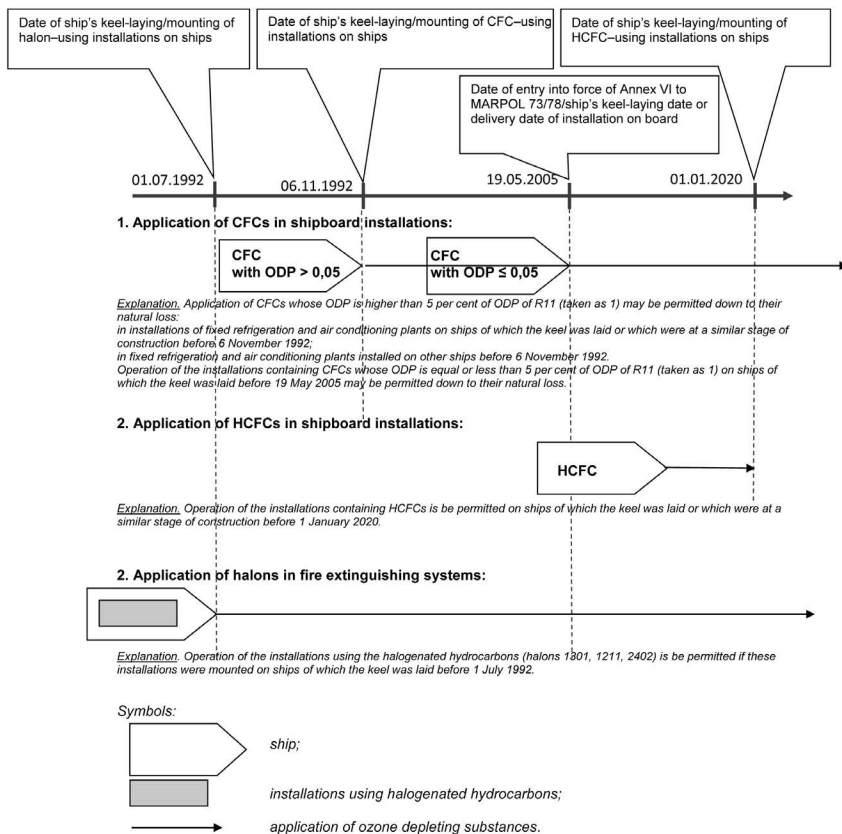 Date of ship's keel-laying/mounting of
halon–using installations on ships
Date of ship's keel-laying/mounting of CFC–using
installations on ships
Date of ship's keel-laying/mounting of
HCFC–using installations on ships
Date of entry into force of Annex VI to
MARPOL 73/78/ship's keel-laying date or
delivery date of installation on board
01.07.1992
06.11.1992
19.05.2005
01.01.2020
1. Application of CFCs in shipboard installations:
CFC
with ODP > 0,05
CFC
with ODP ≤ 0,05
Explanation. Application of CFCs whose ODP is higher than 5 per cent of ODP of R11 (taken as 1) may be permitted down to their
natural loss:
in installations of fixed refrigeration and air conditioning plants on ships of which the keel was laid or which were at a similar stage of
construction before 6 November 1992;
in fixed refrigeration and air conditioning plants installed on other ships before 6 November 1992.
Operation of the installations containing CFCs whose ODP is equal or less than 5 per cent of ODP of R11 (taken as 1) on ships of
which the keel was laid before 19 May 2005 may be permitted down to their natural loss.
2. Application of HCFCs in shipboard installations:
HCFC
Explanation. Operation of the installations containing HCFCs is be permitted on ships of which the keel was laid or which were at a
similar stage of construction before 1 January 2020.
2. Application of halons in fire extinguishing systems:
Explanation. Operation of the installations using the halogenated hydrocarbons (halons 1301, 1211, 2402) is be permitted if these
installations were mounted on ships of which the keel was laid before 1 July 1992.
Symbols:
ship;
installations using halogenated hydrocarbons;
application of ozone depleting substances.